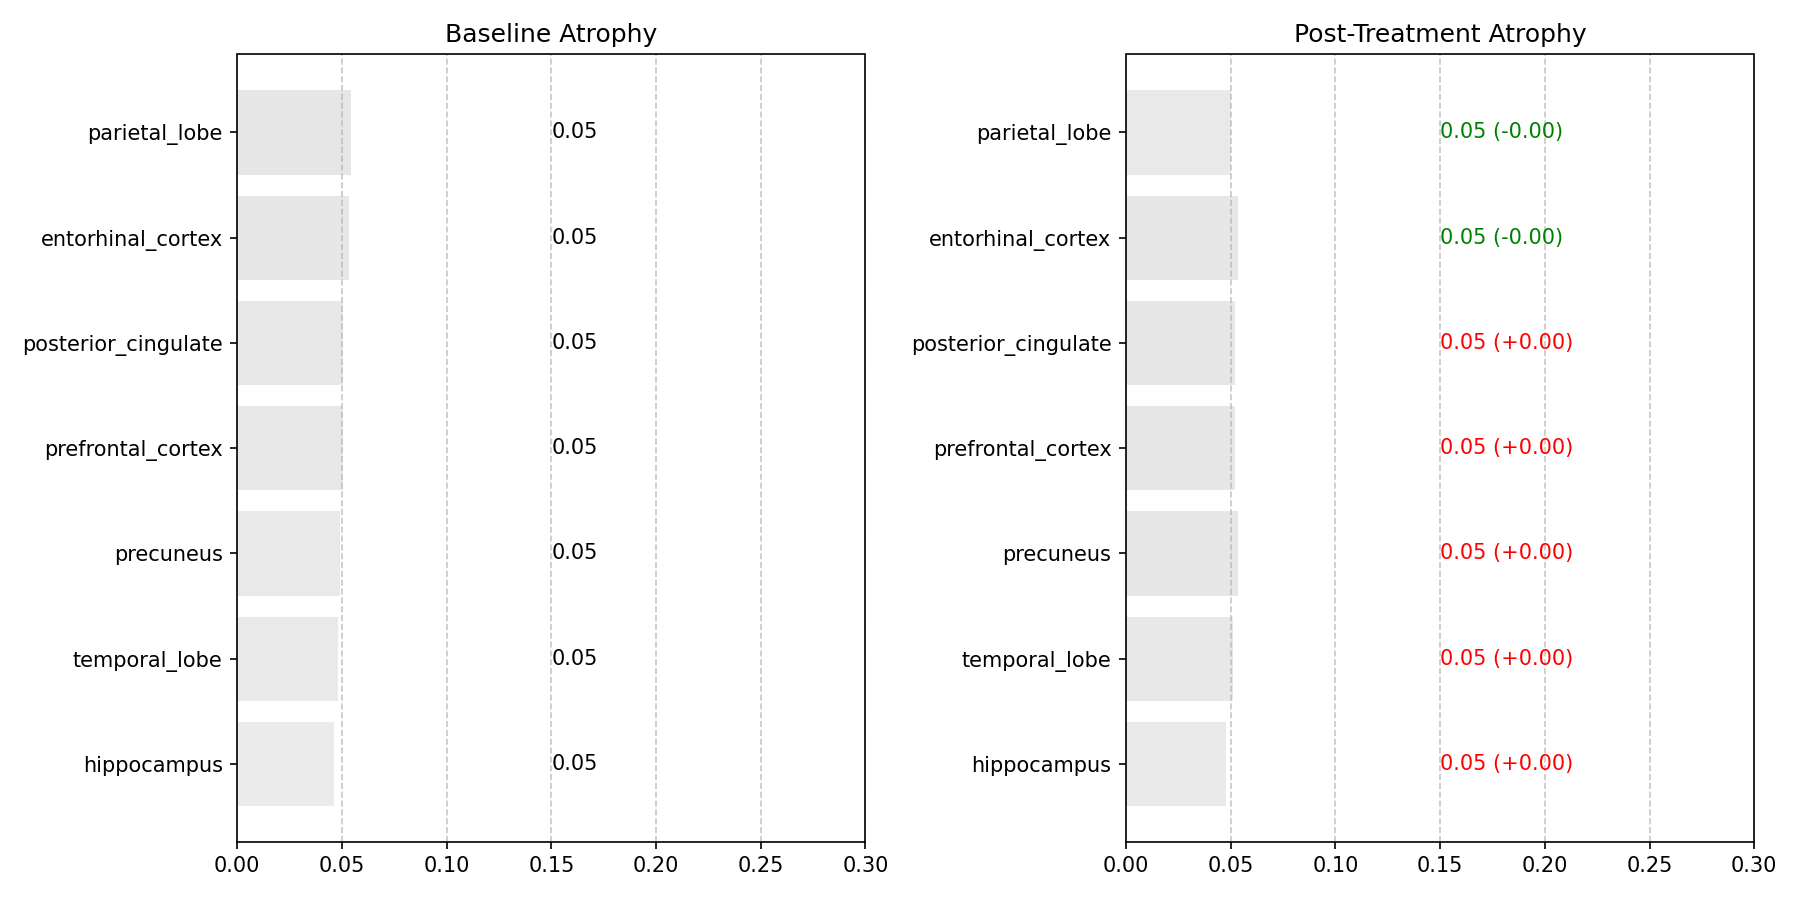 Baseline Atrophy
parietal_lobe
0.05
entorhinal_cortex
0.05
posterior_cingulate
0.05
prefrontal_cortex
0.05
precuneus
0.05
temporal_lobe
0.05
hippocampus
0.05
0.00 0.05 0.10 0.15 0.20 0.25 0.30
Post-Treatment Atrophy
parietal_lobe
0.05 (-0.00)
entorhinal_cortex
0.05 (-0.00)
posterior_cingulate
0.05 (+0.00)
prefrontal_cortex
0.05 (+0.00)
precuneus
0.05 (+0.00)
temporal_lobe
0.05 (+0.00)
hippocampus
0.05 (+0.00)
0.00 0.05 0.10 0.15 0.20 0.25 0.30